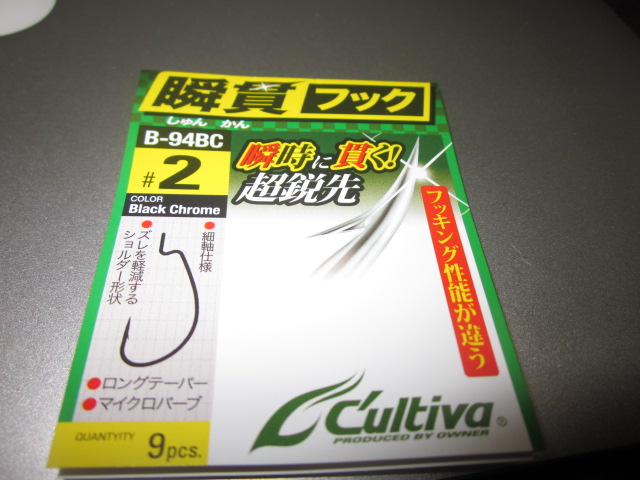 瞬貫フック
しゅん かん
B-94BC
#2
COLOR
Black Chrome
瞬時に貫く!
超鋭先
フッキング性能が違う
細軸仕様
ズレを軽減する
ショルダー形状
ロングテーパー
マイクロバーブ
QUANTYITY
9pcs.
C'ultiva®
PRODUCED BY OWNER